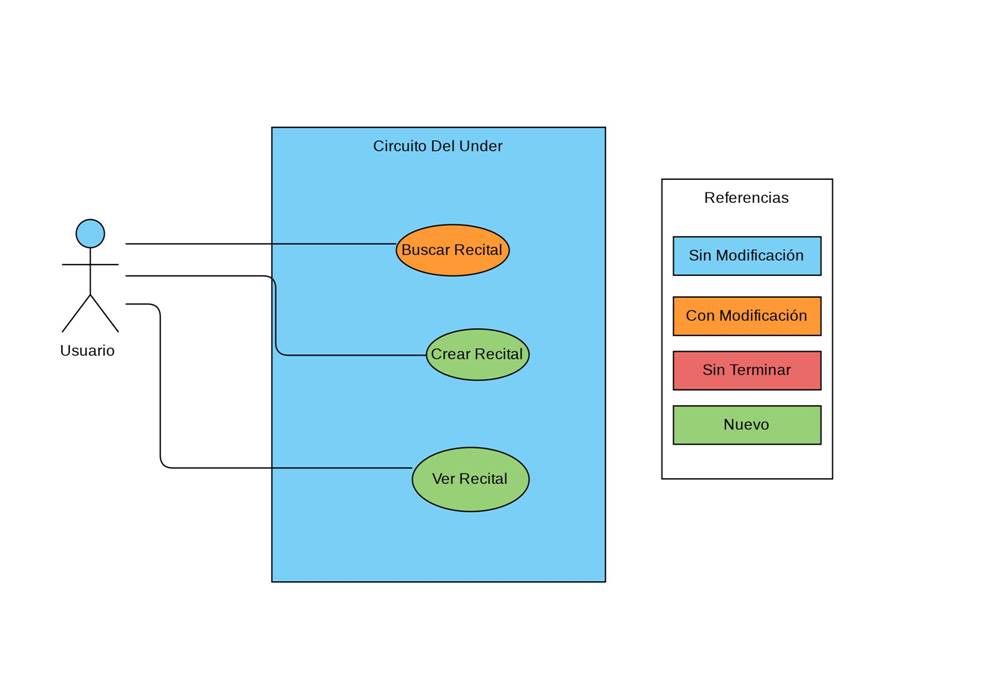 Circuito Del Under
Buscar Recital
Crear Recital
Ver Recital
Usuario
Referencias
Sin Modificación
Con Modificación
Sin Terminar
Nuevo